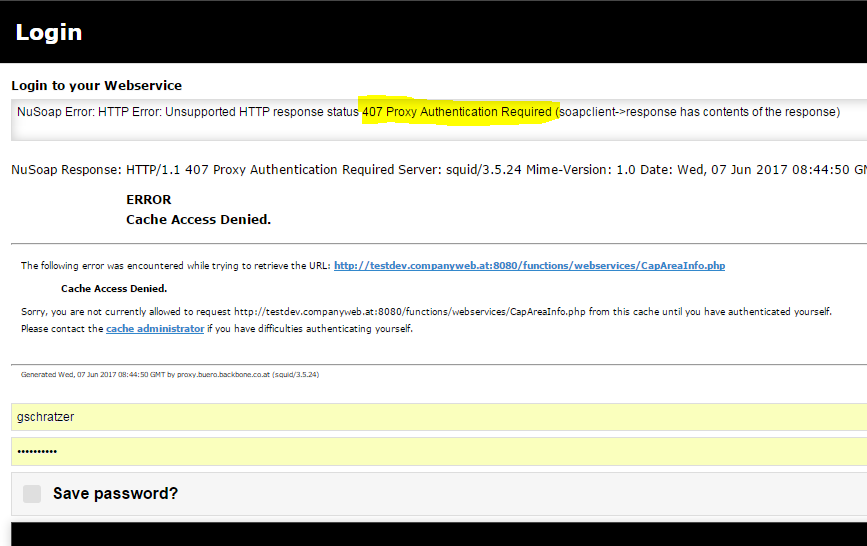 Login
Login to your Webservice
NuSoap Error: HTTP Error: Unsupported HTTP response status 407 Proxy Authentication Required (soapclient->response has contents of the response)
NuSoap Response: HTTP/1.1 407 Proxy Authentication Required Server: squid/3.5.24 Mime-Version: 1.0 Date: Wed, 07 Jun 2017 08:44:50
ERROR
Cache Access Denied.
The following error was encountered while trying to retrieve the URL: http://testdev.companyweb.at:8080/functions/webservices/CapAreaInfo.php
Cache Access Denied.
Sorry, you are not currently allowed to request http://testdev.companyweb.at:8080/functions/webservices/CapAreaInfo.php from this cache until you have authenticated yourself.
Please contact the cache administrator if you have difficulties authenticating yourself.
Generated Wed, 07 Jun 2017 08:44:50 GMT by proxy.buero.backbone.co.at (squid/3.5.24)
gschratzer
••••••••••
Save password?